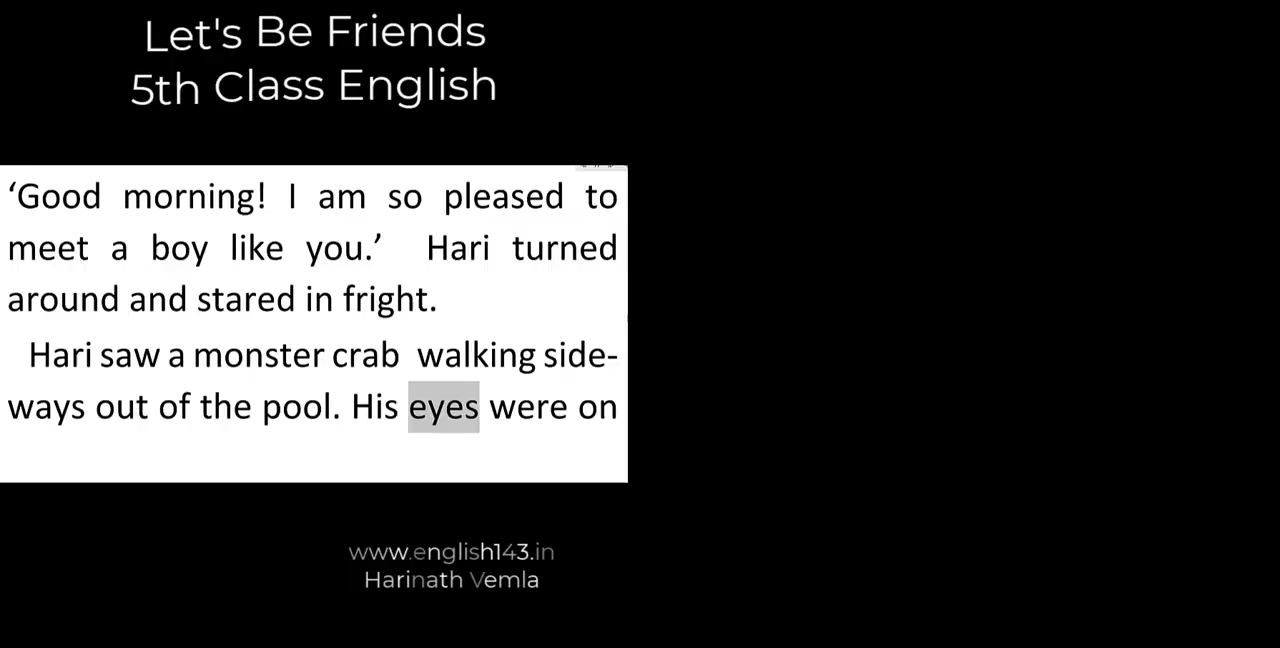 Let's Be Friends
5th Class English
‘Good morning! I am so pleased to
meet a boy like you.’ Hari turned
around and stared in fright.
Hari saw a monster crab walking side-
ways out of the pool. His eyes were on
www.english143.in
Harinath Vemla